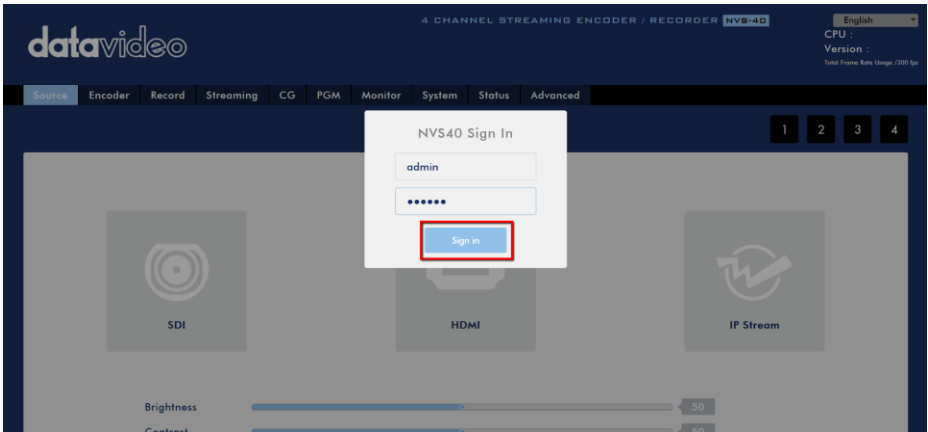 4 CHANNEL STREAMING ENCODER / RECORDER NVS-40
English
datavideo
CPU :
Version :
Total Frame Rate Usage /300 fps
Source Encoder Record Streaming CG PGM Monitor System Status Advanced
1 2 3 4
NVS40 Sign In
admin
••••••
Sign in
SDI
HDMI
IP Stream
Brightness
50
Contrast
50